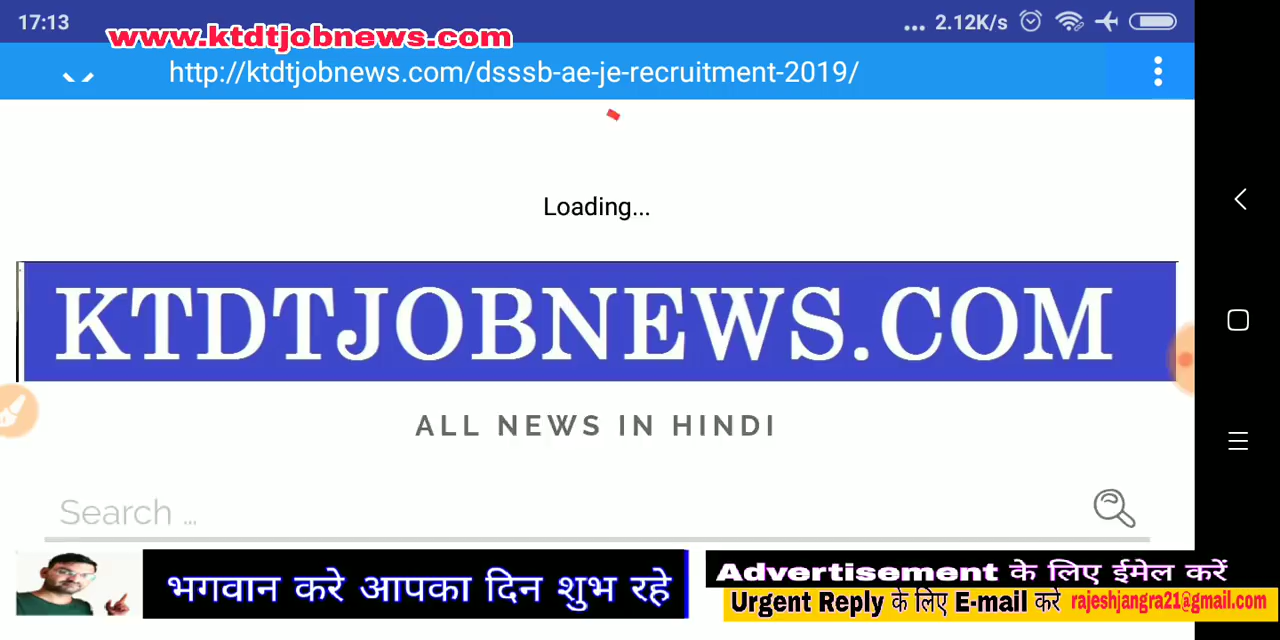 17:13
... 2.12K/s
www.ktdtjobnews.com
http://ktdtjobnews.com/dsssb-ae-je-recruitment-2019/
Loading...
KTDTJOBNEWS.COM
ALL NEWS IN HINDI
Search ...
भगवान करे आपका दिन शुभ रहे
Advertisement के लिए ईमेल करें
Urgent Reply के लिए E-mail करें rajeshjangra21@gmail.com